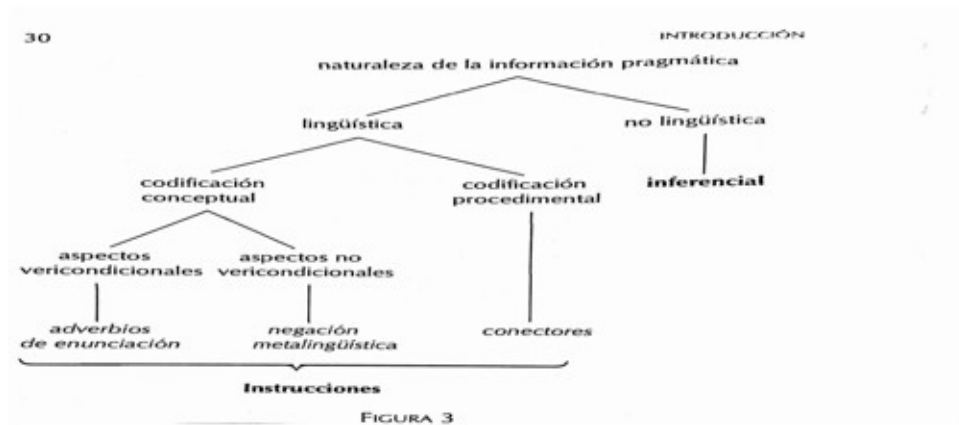 30
INTRODUCCIÓN
naturaleza de la información pragmática
lingüística
no lingüística
codificación
conceptual
codificación
procedimental
inferencial
aspectos
vericondicionales
aspectos no
vericondicionales
adverbios
de enunciación
negación
metalingüística
conectores
Instrucciones
FIGURA 3